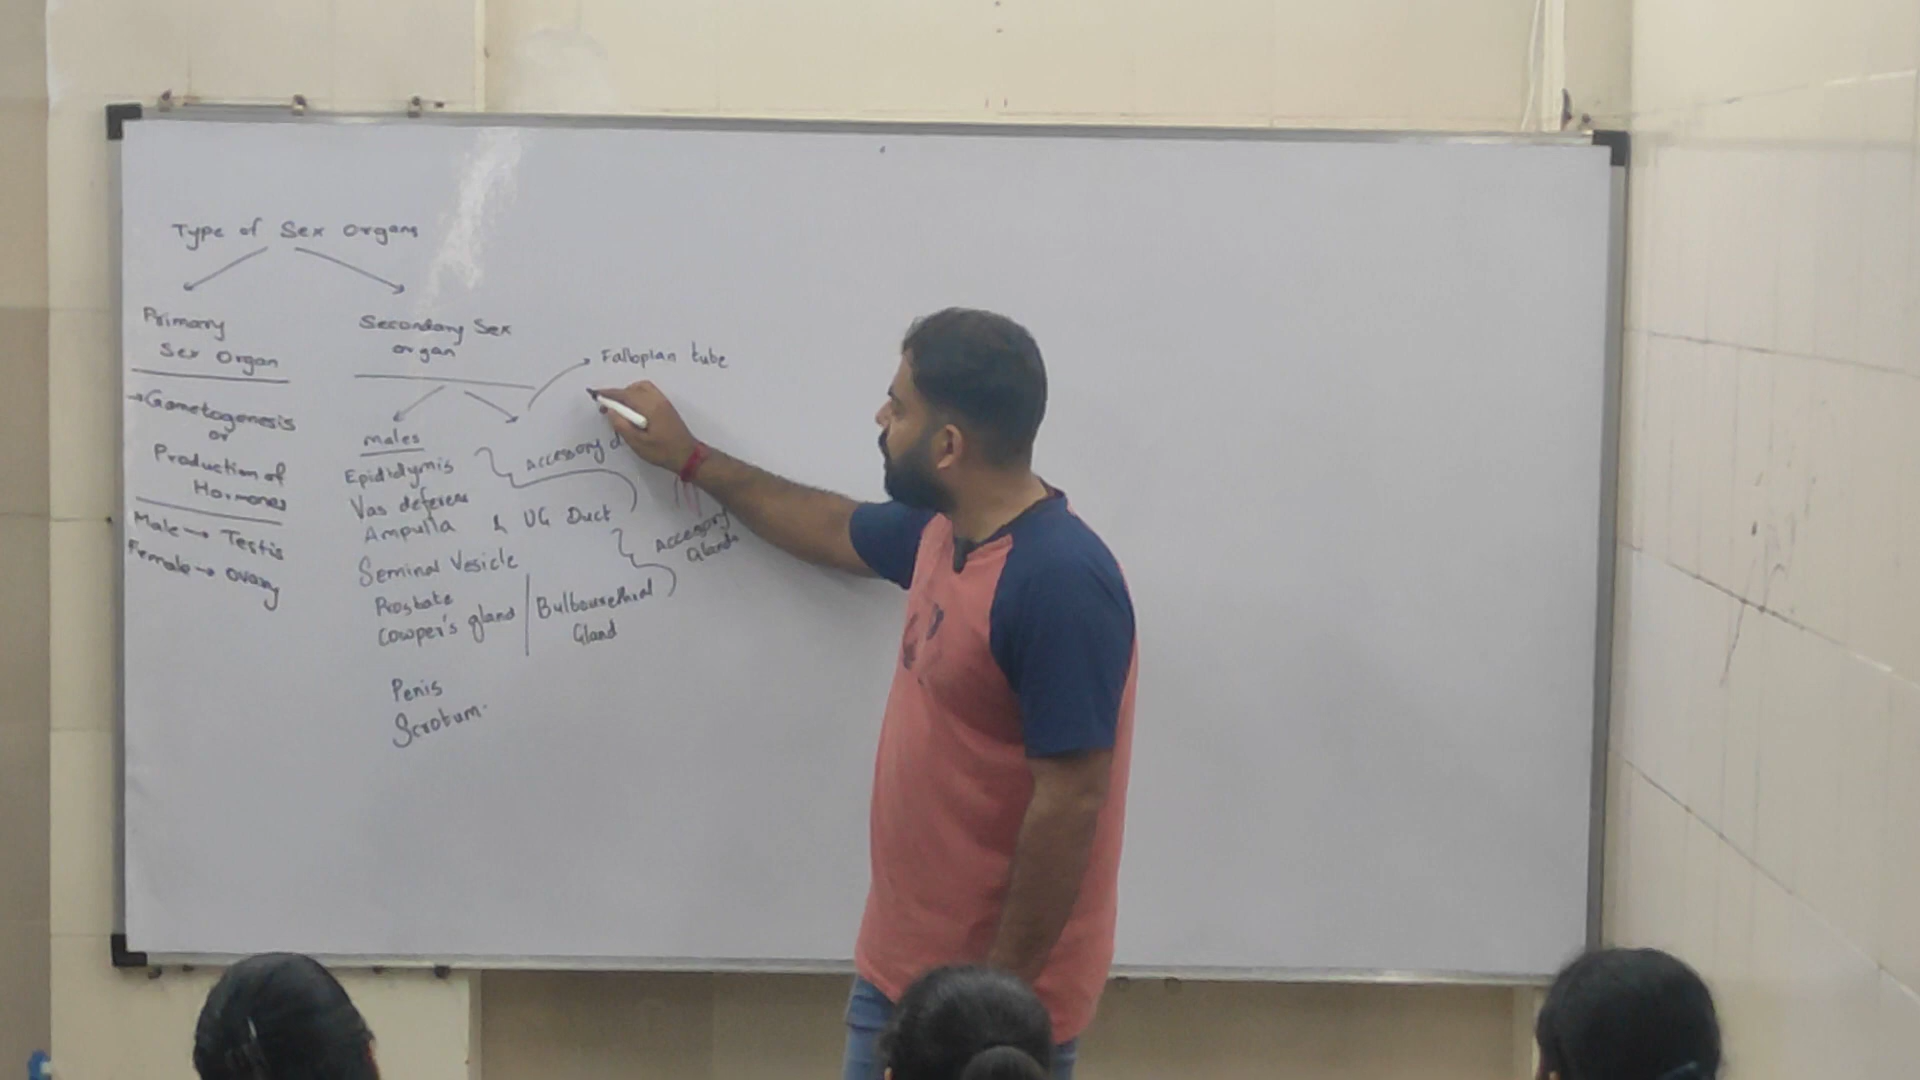 Type of Sex Organs
Primary
Sex Organ
→ Gametogenesis
or
Production of
Hormones
Male → Testis
Female → Ovary
Secondary Sex
organ
males
Epididymis
Vas deferens
Ampulla & UG Duct
Seminal Vesicle
Prostate
Cowper's gland / Bulbourethral
Gland
Penis
Scrotum.
Accessory d
Accessory
Glands
Fallopian tube